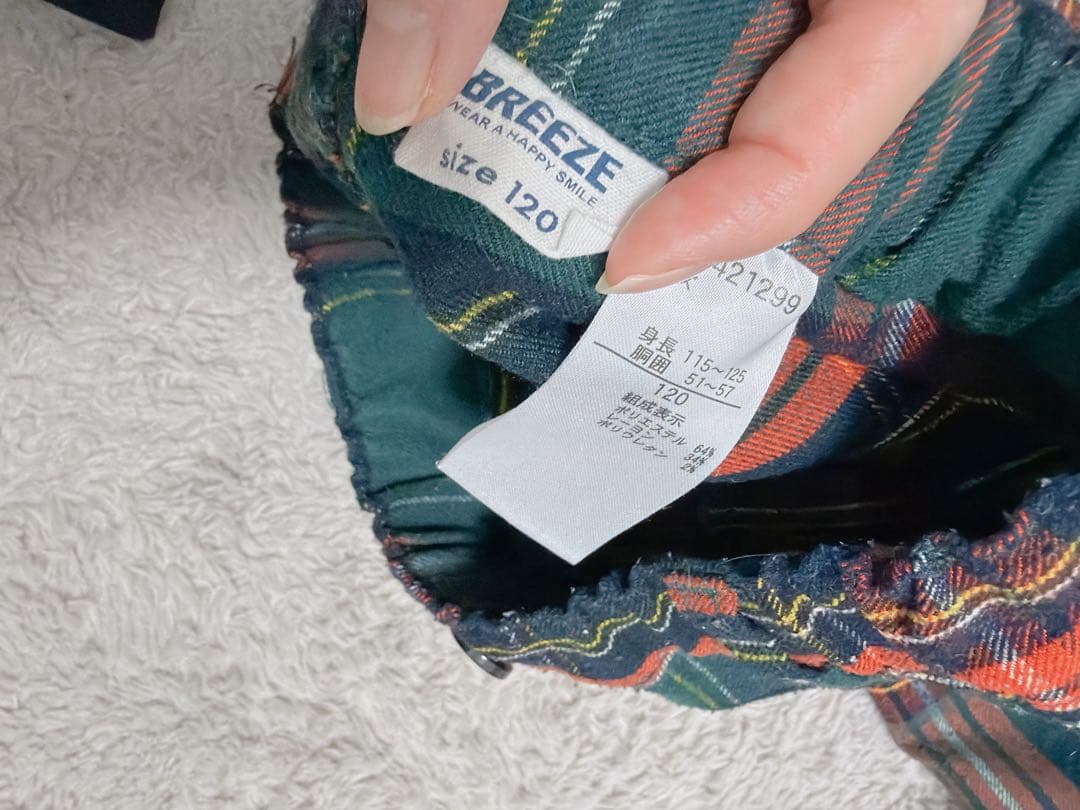 BREEZE
WEAR A HAPPY SMILE
size 120
421299
身長 115～125
胴囲 51～57
120
組成表示
ポリエステル 64%
レーヨン 34%
ポリウレタン 2%